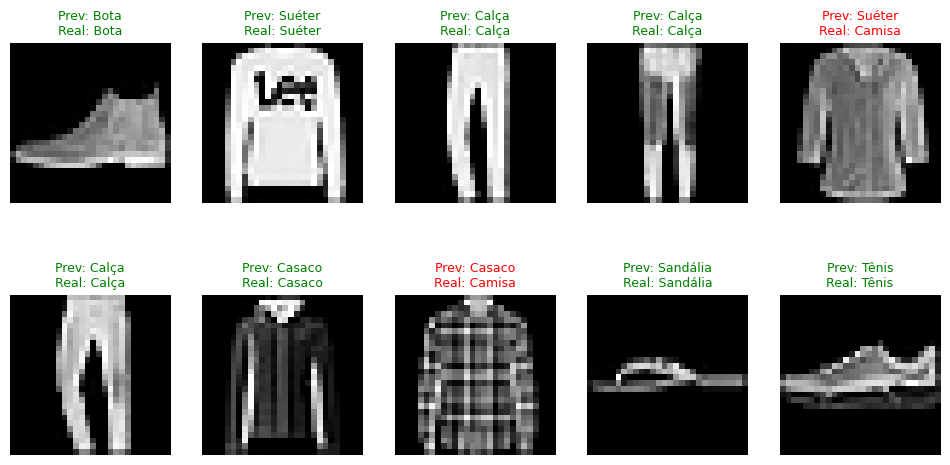 Prev: Bota
Real: Bota
Prev: Suéter
Real: Suéter
Prev: Calça
Real: Calça
Prev: Calça
Real: Calça
Prev: Suéter
Real: Camisa
Lee
Prev: Calça
Real: Calça
Prev: Casaco
Real: Casaco
Prev: Casaco
Real: Camisa
Prev: Sandália
Real: Sandália
Prev: Tênis
Real: Tênis